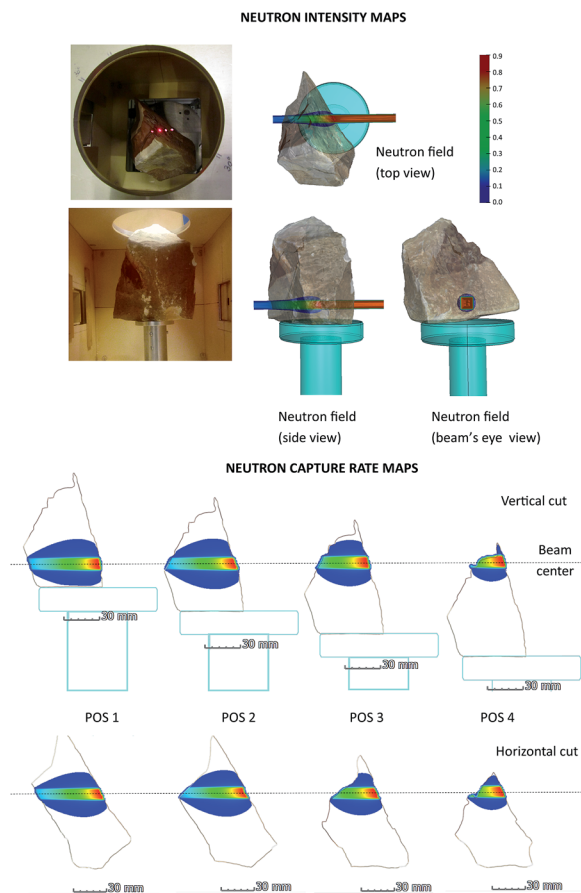 NEUTRON INTENSITY MAPS
0.9
0.8
0.7
0.6
0.5
0.4
0.3
0.2
0.1
0.0
Neutron field
(top view)
Neutron field
(side view)
Neutron field
(beam's eye view)
NEUTRON CAPTURE RATE MAPS
Vertical cut
Beam
center
30 mm
30 mm
30 mm
30 mm
POS 1
POS 2
POS 3
POS 4
Horizontal cut
30 mm
30 mm
30 mm
30 mm